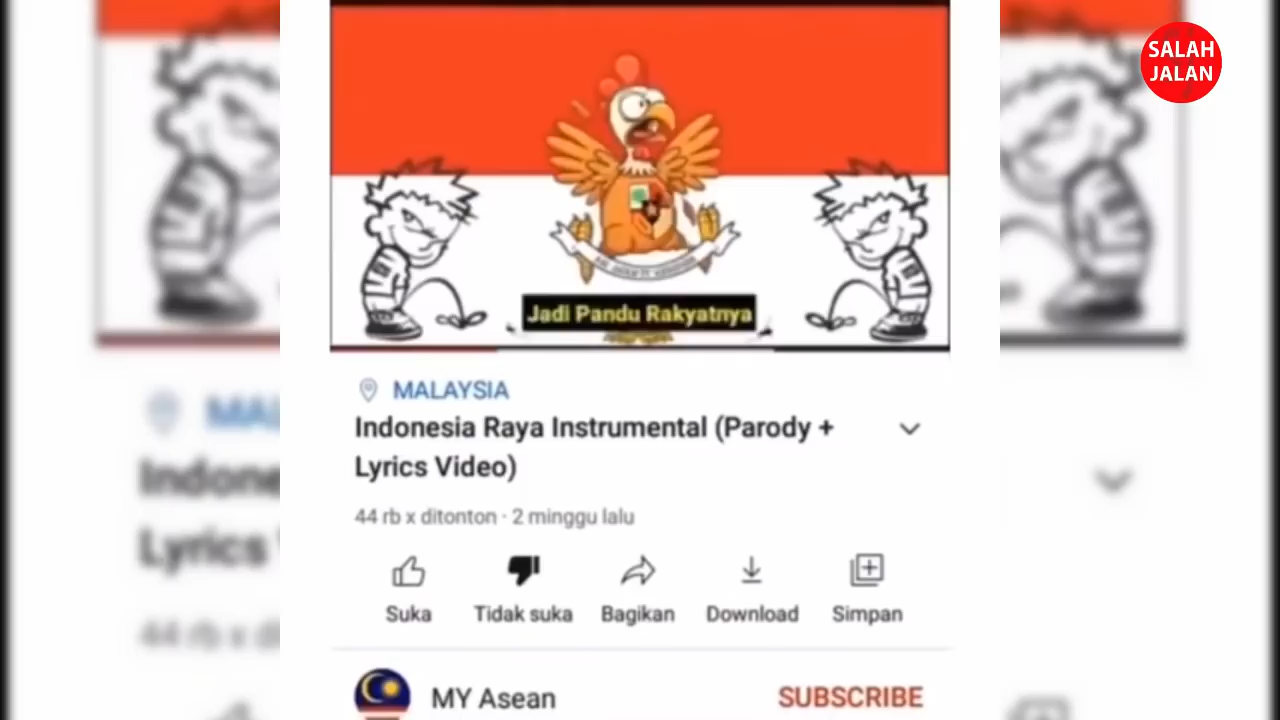 SALAH
JALAN
Jadi Pandu Rakyatnya
MALAYSIA
Indonesia Raya Instrumental (Parody +
Lyrics Video)
44 rb x ditonton · 2 minggu lalu
Suka
Tidak suka
Bagikan
Download
Simpan
MY Asean
SUBSCRIBE